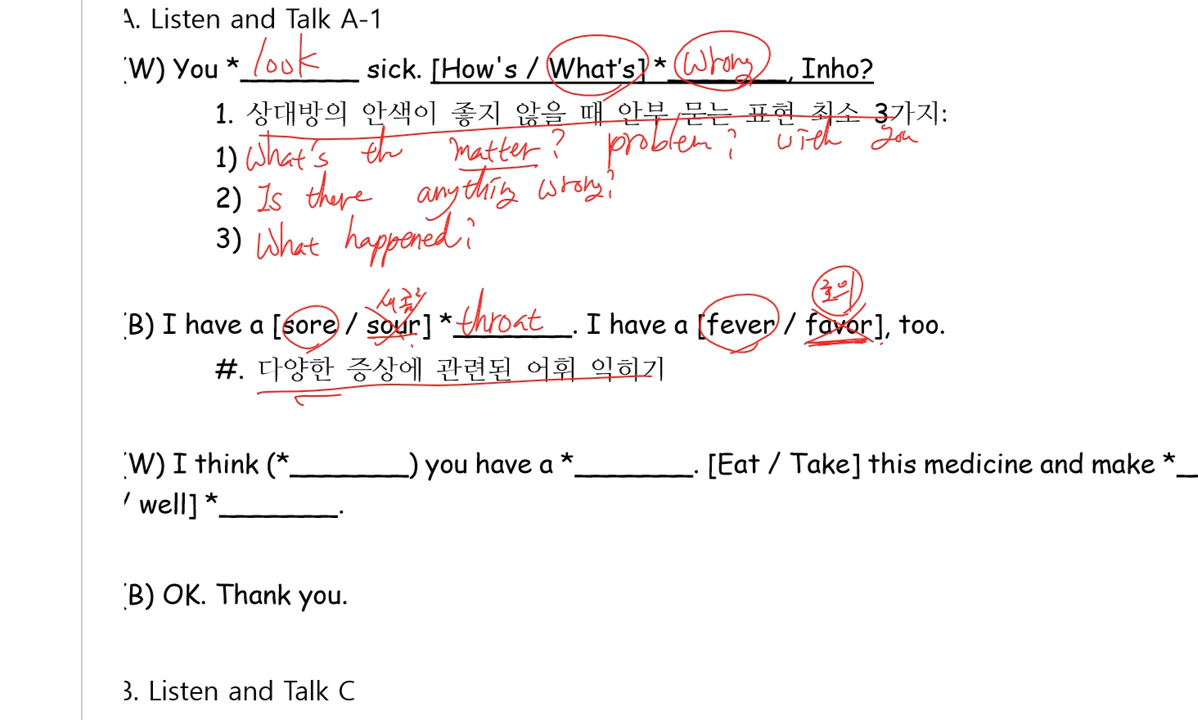 A. Listen and Talk A-1
(W) You *look sick. [How's / What's] *wrong, Inho?
1. 상대방의 안색이 좋지 않을 때 안부 묻는 표현 최소 3가지:
1) What's th matter? problem? with you
2) Is there anything wrong?
3) What happened?
새콤
호의
(B) I have a [sore / sour] *throat. I have a [fever / favor], too.
#. 다양한 증상에 관련된 어휘 익히기
(W) I think (*________) you have a *________. [Eat / Take] this medicine and make *_
/ well] *________.
(B) OK. Thank you.
3. Listen and Talk C